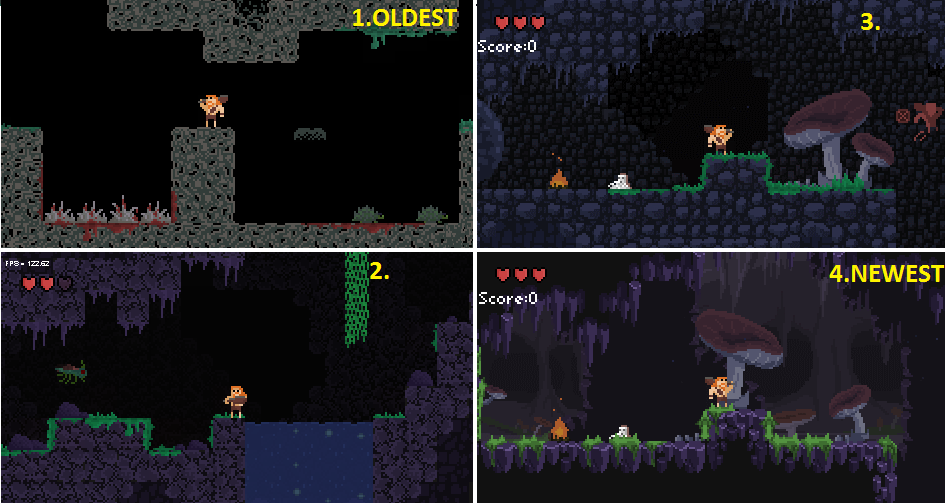 1.OLDEST
3.
Score:0
FPS = 122.62
2.
4.NEWEST
Score:0